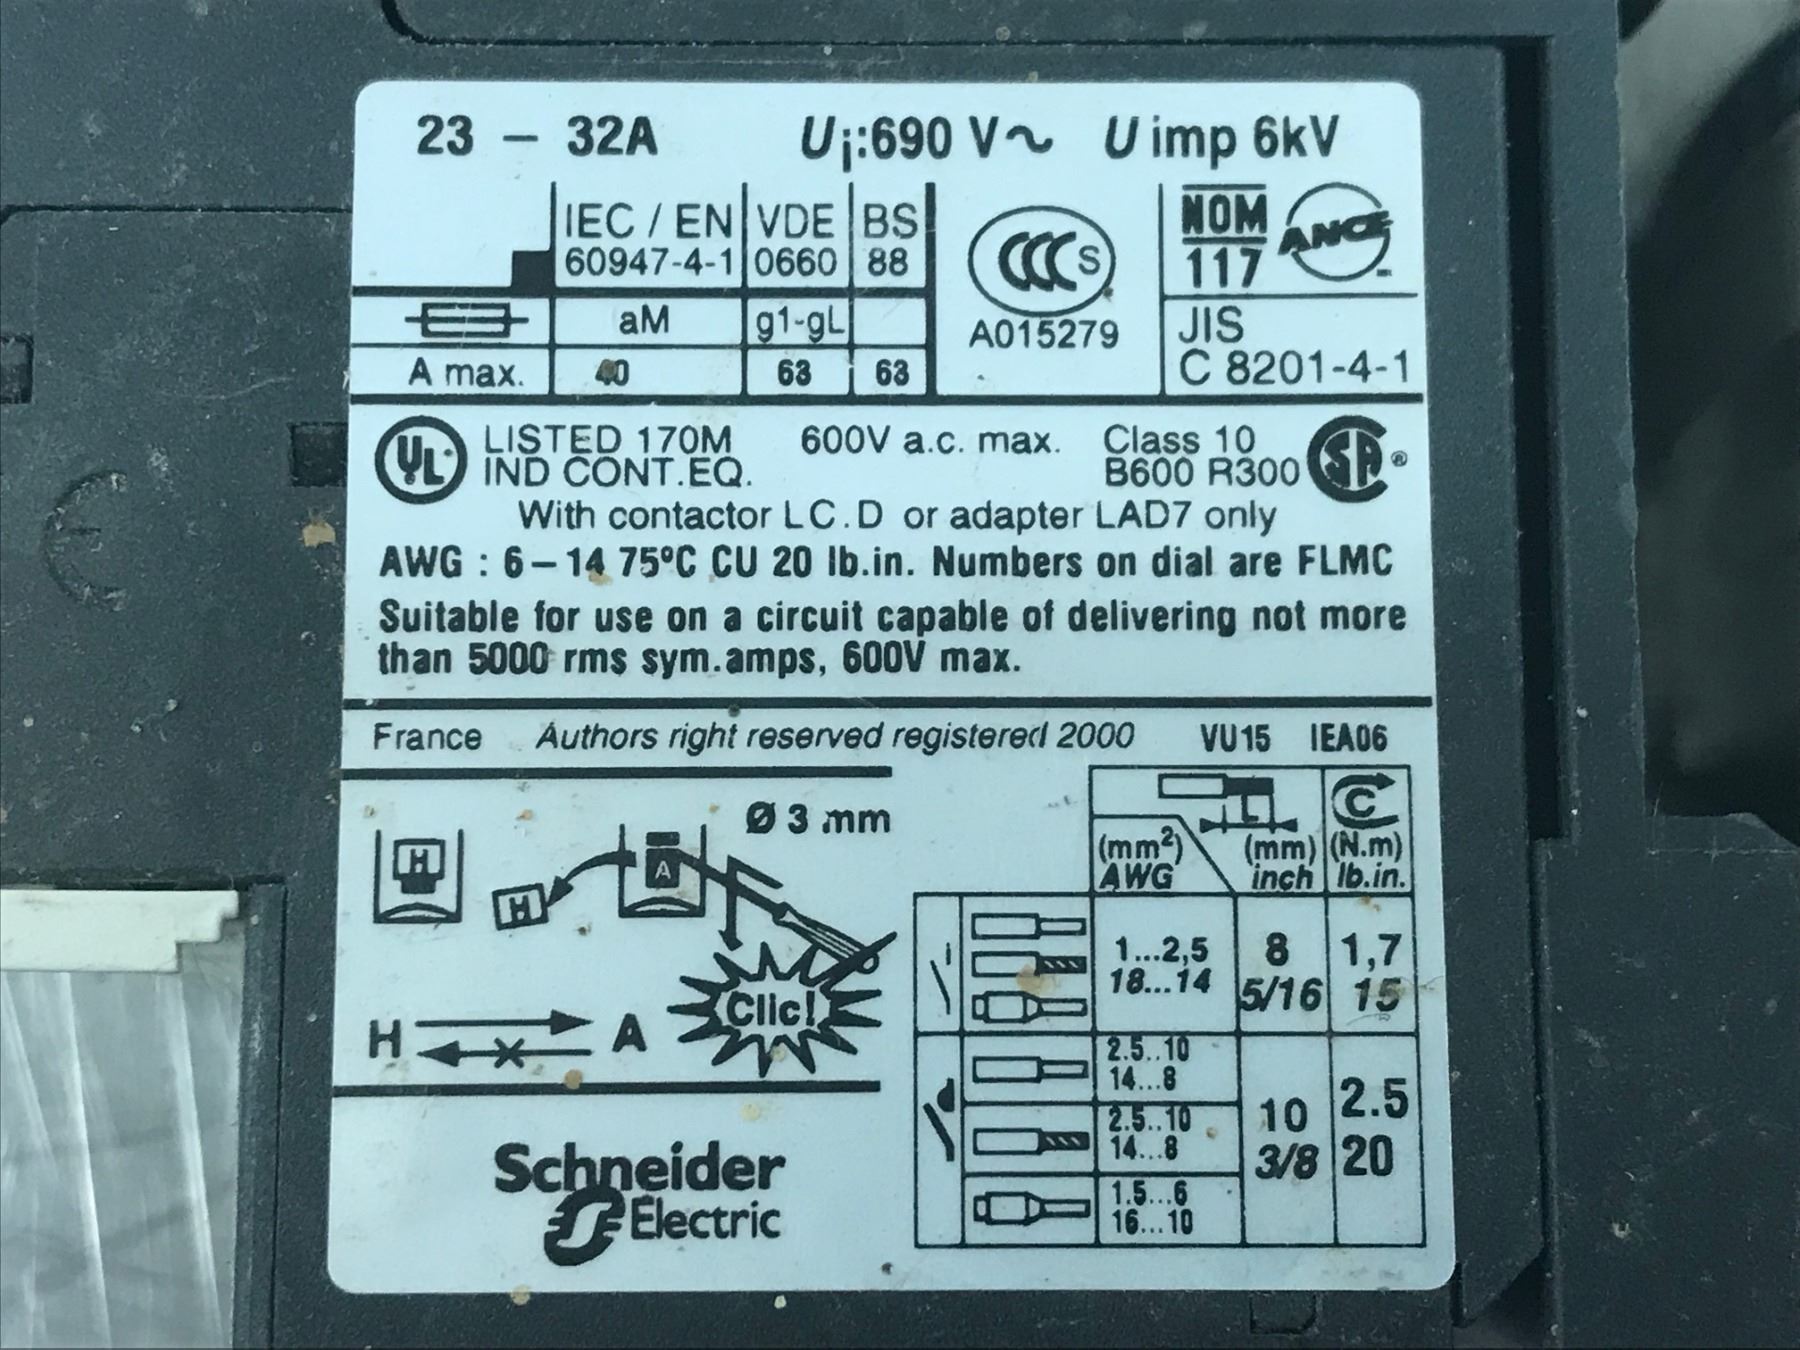 23 – 32A Ui:690 V~ U imp 6kV
IEC / EN VDE BS
60947-4-1 0660 88
aM g1-gL
A max. 40 63 63
CCC S
A015279
NOM ANCE
117
JIS
C 8201-4-1
UL LISTED 170M 600V a.c. max. Class 10 SA ®
IND CONT.EQ. B600 R300
With contactor LC.D or adapter LAD7 only
AWG : 6–14 75°C CU 20 lb.in. Numbers on dial are FLMC
Suitable for use on a circuit capable of delivering not more
than 5000 rms sym.amps, 600V max.
France Authors right reserved registered 2000 VU15 IEA06
Ø 3 mm
H H A
Clic!
H A
L C
(mm²) (mm) (N.m)
AWG inch lb.in.
1...2,5 8 1,7
18...14 5/16 15
2.5..10
14...8
2.5..10 10 2.5
14...8 3/8 20
1.5...6
16...10
Schneider
Electric
CE